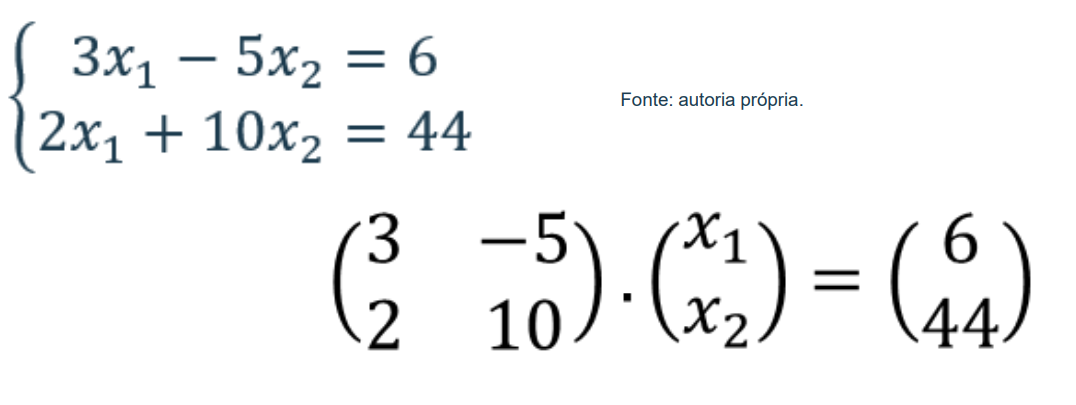 3x₁ − 5x₂ = 6
2x₁ + 10x₂ = 44
Fonte: autoria própria.
(3 −5
2 10) . (x₁
x₂) = (6
44)